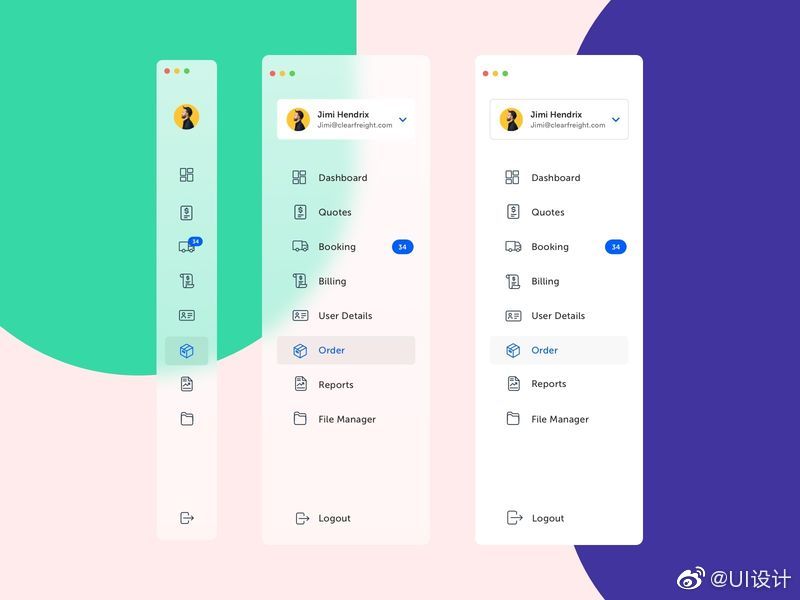 34
Jimi Hendrix
Jimi@clearfreight.com
Dashboard
Quotes
Booking 34
Billing
User Details
Order
Reports
File Manager
Logout
Jimi Hendrix
Jimi@clearfreight.com
Dashboard
Quotes
Booking 34
Billing
User Details
Order
Reports
File Manager
Logout
@UI设计